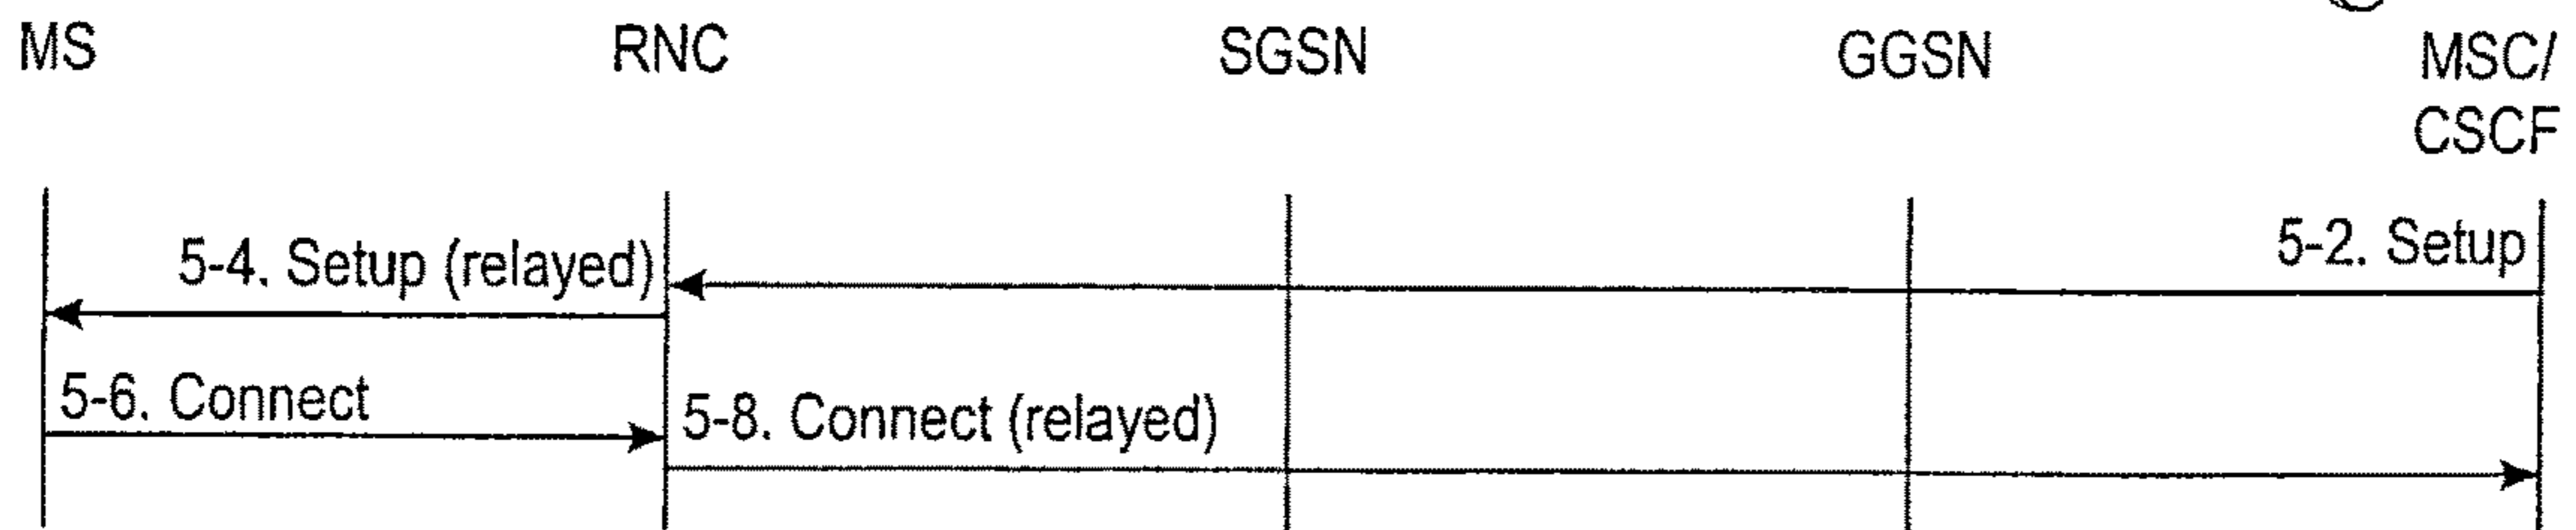 MS
RNC
SGSN
GGSN
MSC/
CSCF
5-2. Setup
5-4. Setup (relayed)
5-6. Connect
5-8. Connect (relayed)